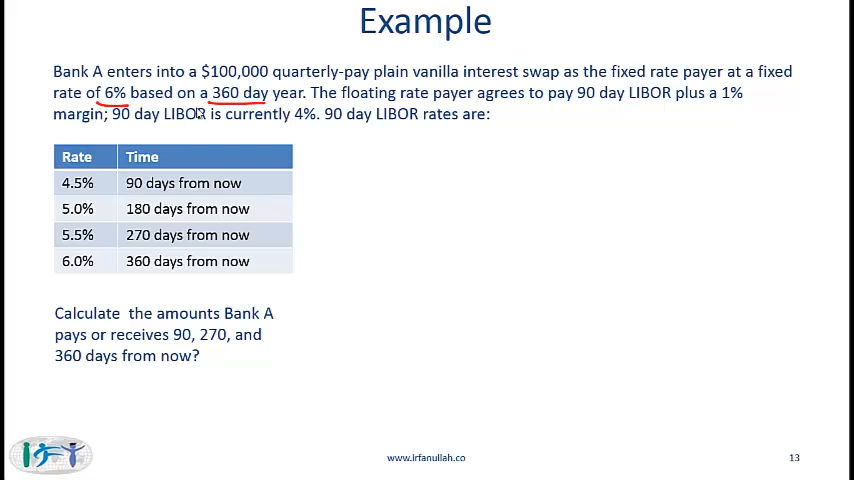 Example
Bank A enters into a $100,000 quarterly-pay plain vanilla interest swap as the fixed rate payer at a fixed
rate of 6% based on a 360 day year. The floating rate payer agrees to pay 90 day LIBOR plus a 1%
margin; 90 day LIBOR is currently 4%. 90 day LIBOR rates are:
Rate Time
4.5% 90 days from now
5.0% 180 days from now
5.5% 270 days from now
6.0% 360 days from now
Calculate the amounts Bank A
pays or receives 90, 270, and
360 days from now?
www.irfanullah.co
13